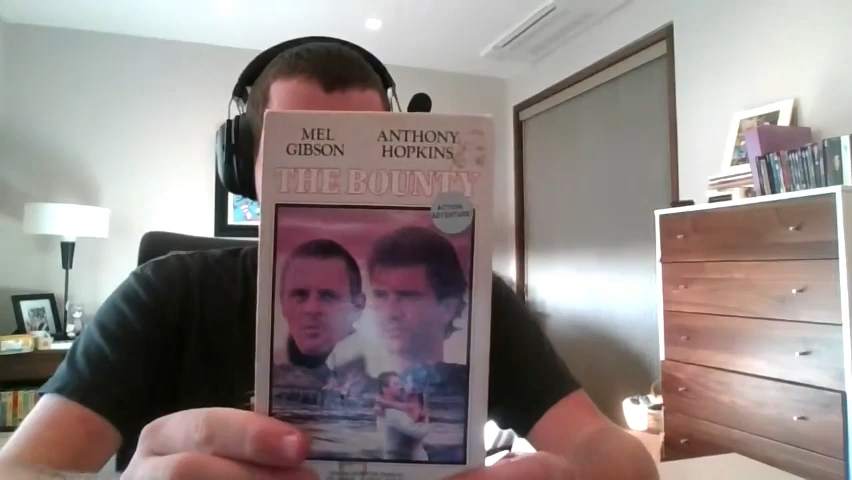 MEL ANTHONY
GIBSON HOPKINS
THE BOUNTY
ACTION
ADVENTURE